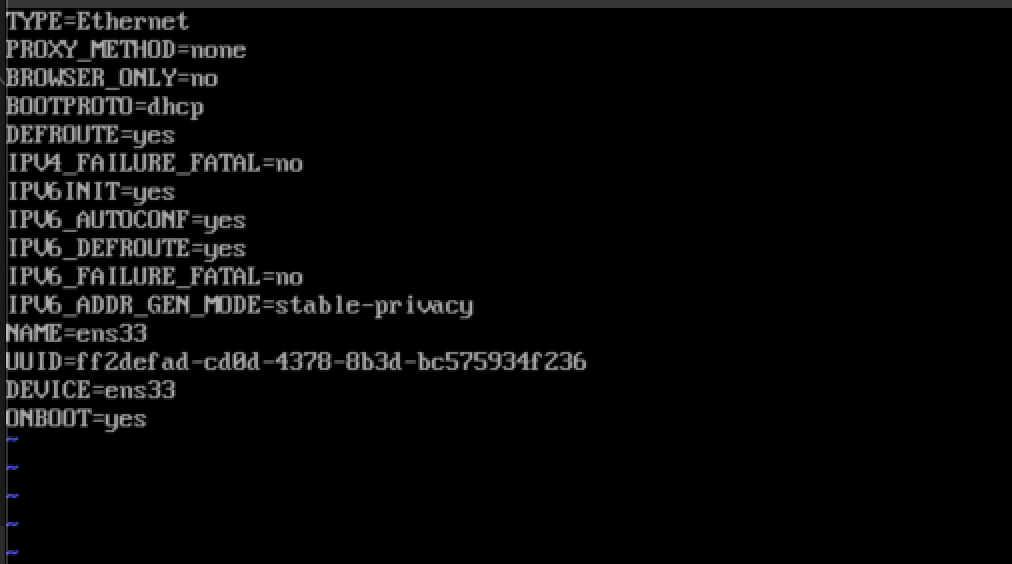 TYPE=Ethernet
PROXY_METHOD=none
BROWSER_ONLY=no
BOOTPROTO=dhcp
DEFROUTE=yes
IPV4_FAILURE_FATAL=no
IPV6INIT=yes
IPV6_AUTOCONF=yes
IPV6_DEFROUTE=yes
IPV6_FAILURE_FATAL=no
IPV6_ADDR_GEN_MODE=stable-privacy
NAME=ens33
UUID=ff2defad-cd0d-4378-8b3d-bc575934f236
DEVICE=ens33
ONBOOT=yes
~
~
~
~
~